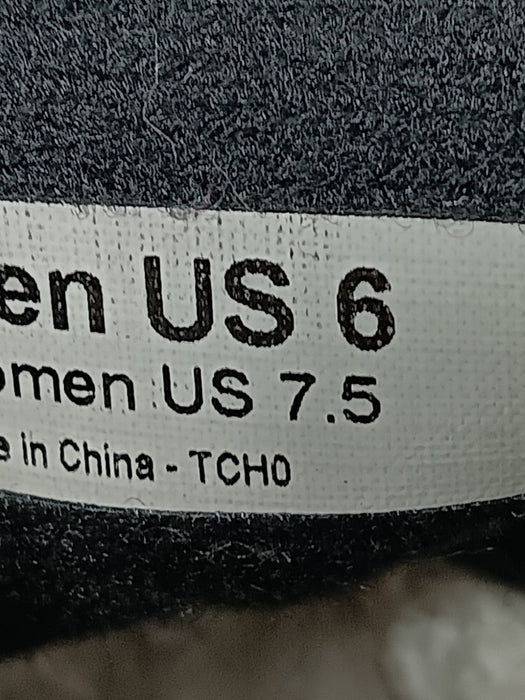 en US 6
omen US 7.5
e in China - TCH0